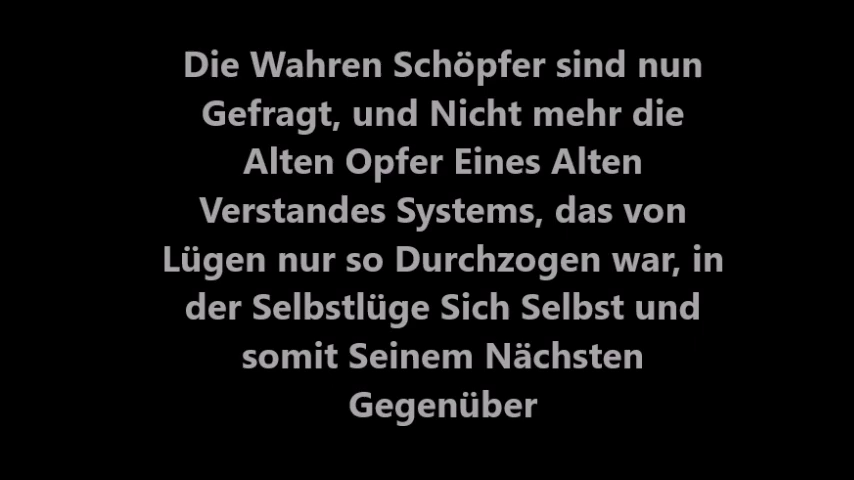 Die Wahren Schöpfer sind nun
Gefragt, und Nicht mehr die
Alten Opfer Eines Alten
Verstandes Systems, das von
Lügen nur so Durchzogen war, in
der Selbstlüge Sich Selbst und
somit Seinem Nächsten
Gegenüber